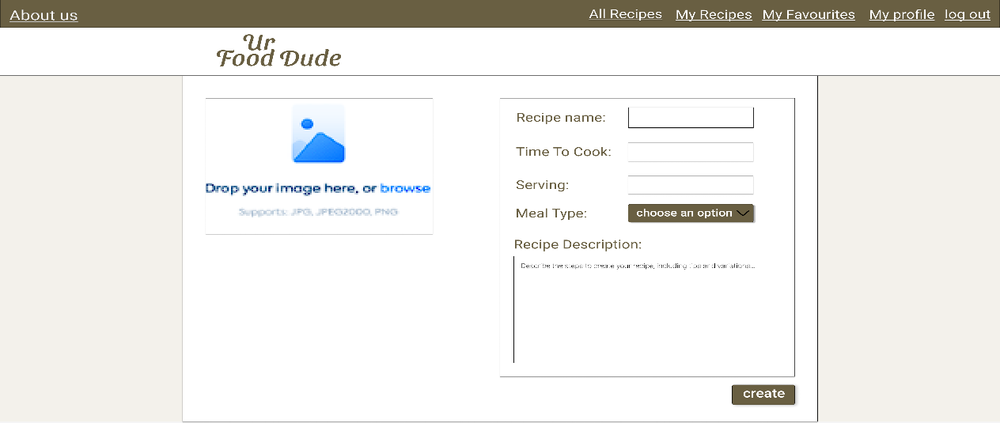 About us
All Recipes My Recipes My Favourites My profile log out
Ur
Food Dude
Drop your image here, or browse
Supports: JPG, JPEG2000, PNG
Recipe name:
Time To Cook:
Serving:
Meal Type: choose an option
Recipe Description:
Describe the steps to create your recipe, including tips and variations...
create